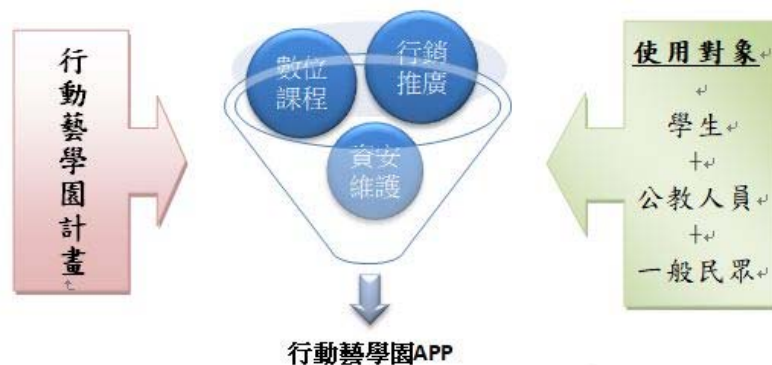 行
動
藝
學
園
計
畫
數位
課程
行銷
推廣
資安
維護
行動藝學園APP
使用對象
學生
+
公教人員
+
一般民眾